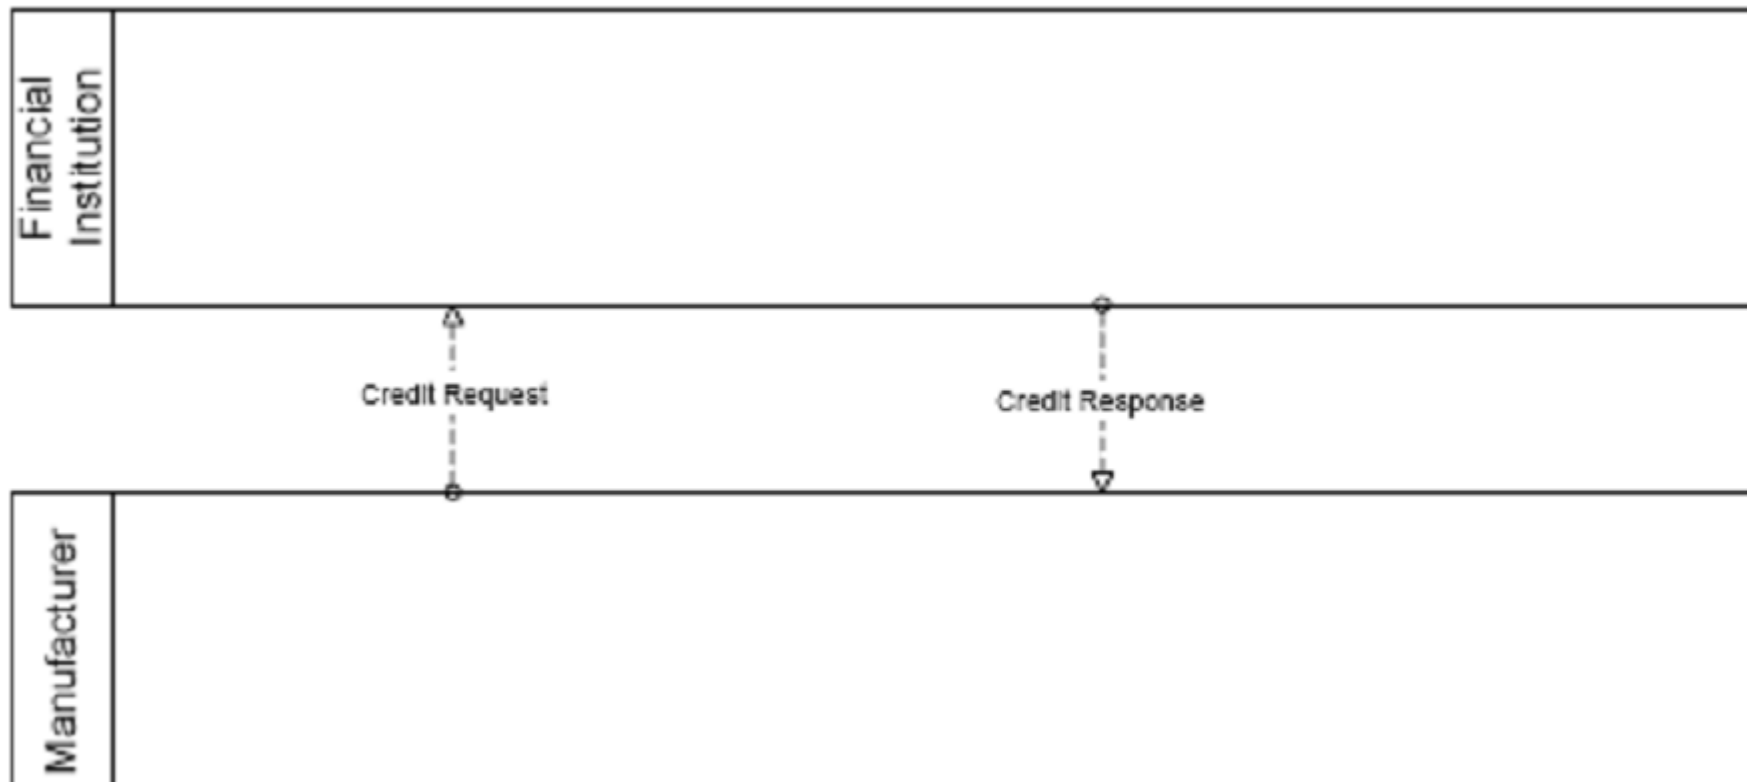 Financial
Institution
Credit Request
Credit Response
Manufacturer